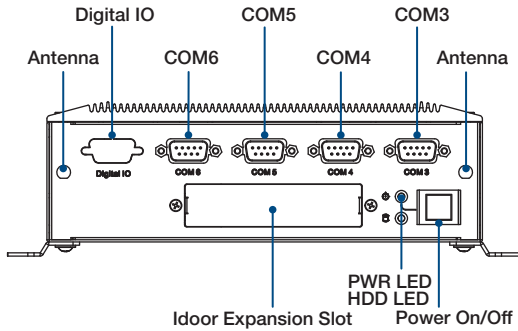 Digital IO
COM5
COM3
Antenna
COM6
COM4
Antenna
Digital IO
COM 6
COM 5
COM 4
COM 3
PWR LED
HDD LED
Idoor Expansion Slot
Power On/Off